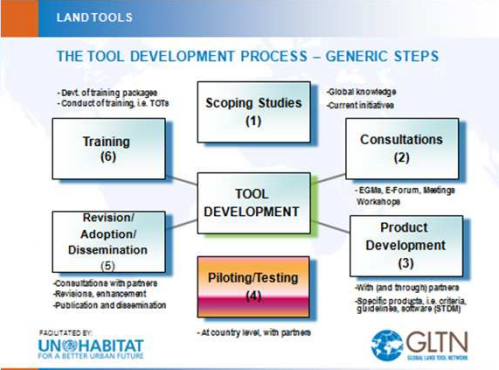 LAND TOOLS
THE TOOL DEVELOPMENT PROCESS – GENERIC STEPS
- Devt. of training packages
- Conduct of training, i.e. TOTs
Scoping Studies
(1)
-Global knowledge
-Current initiatives
Training
(6)
Consultations
(2)
TOOL
DEVELOPMENT
- EGMs, E-Forum, Meetings
Workshops
Revision/
Adoption/
Dissemination
(5)
Product
Development
(3)
Piloting/Testing
(4)
-Consultations with partners
-Revisions, enhancement
-Publication and dissemination
-With (and through) partners
-Specific products, i.e. criteria,
guidelines, software (STDM)
- At country level, with partners
FACILITATED BY:
UN HABITAT
FOR A BETTER URBAN FUTURE
GLTN
GLOBAL LAND TOOL NETWORK